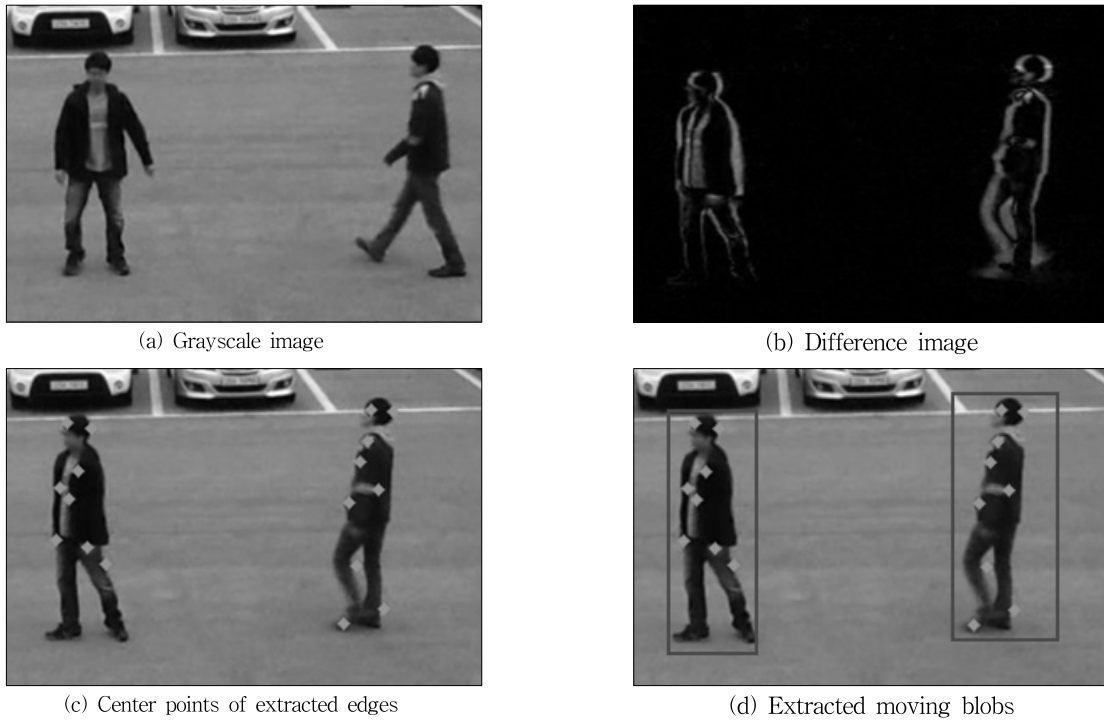 (a) Grayscale image
(b) Difference image
(c) Center points of extracted edges
(d) Extracted moving blobs